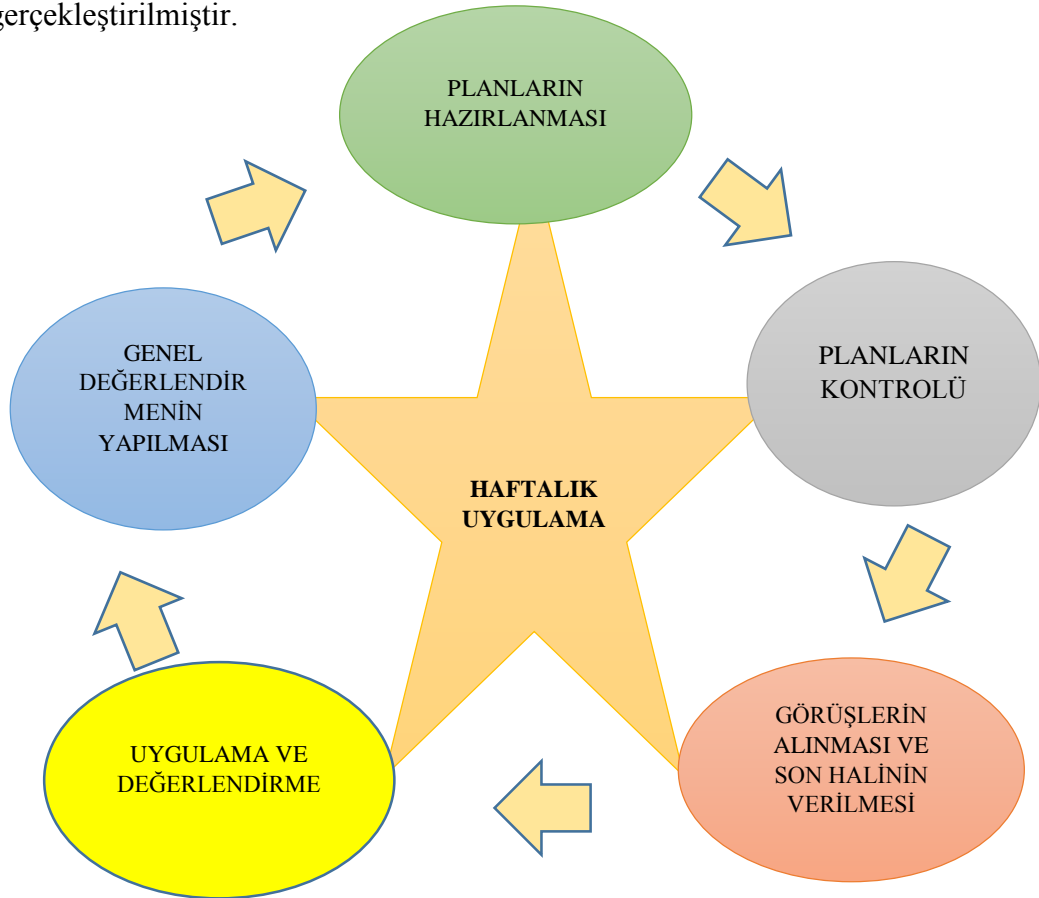 gerçekleştirilmiştir.
PLANLARIN
HAZIRLANMASI
PLANLARIN
KONTROLÜ
GÖRÜŞLERİN
ALINMASI VE
SON HALİNİN
VERİLMESİ
UYGULAMA VE
DEĞERLENDİRME
GENEL
DEĞERLENDİR
MENİN
YAPILMASI
HAFTALIK
UYGULAMA